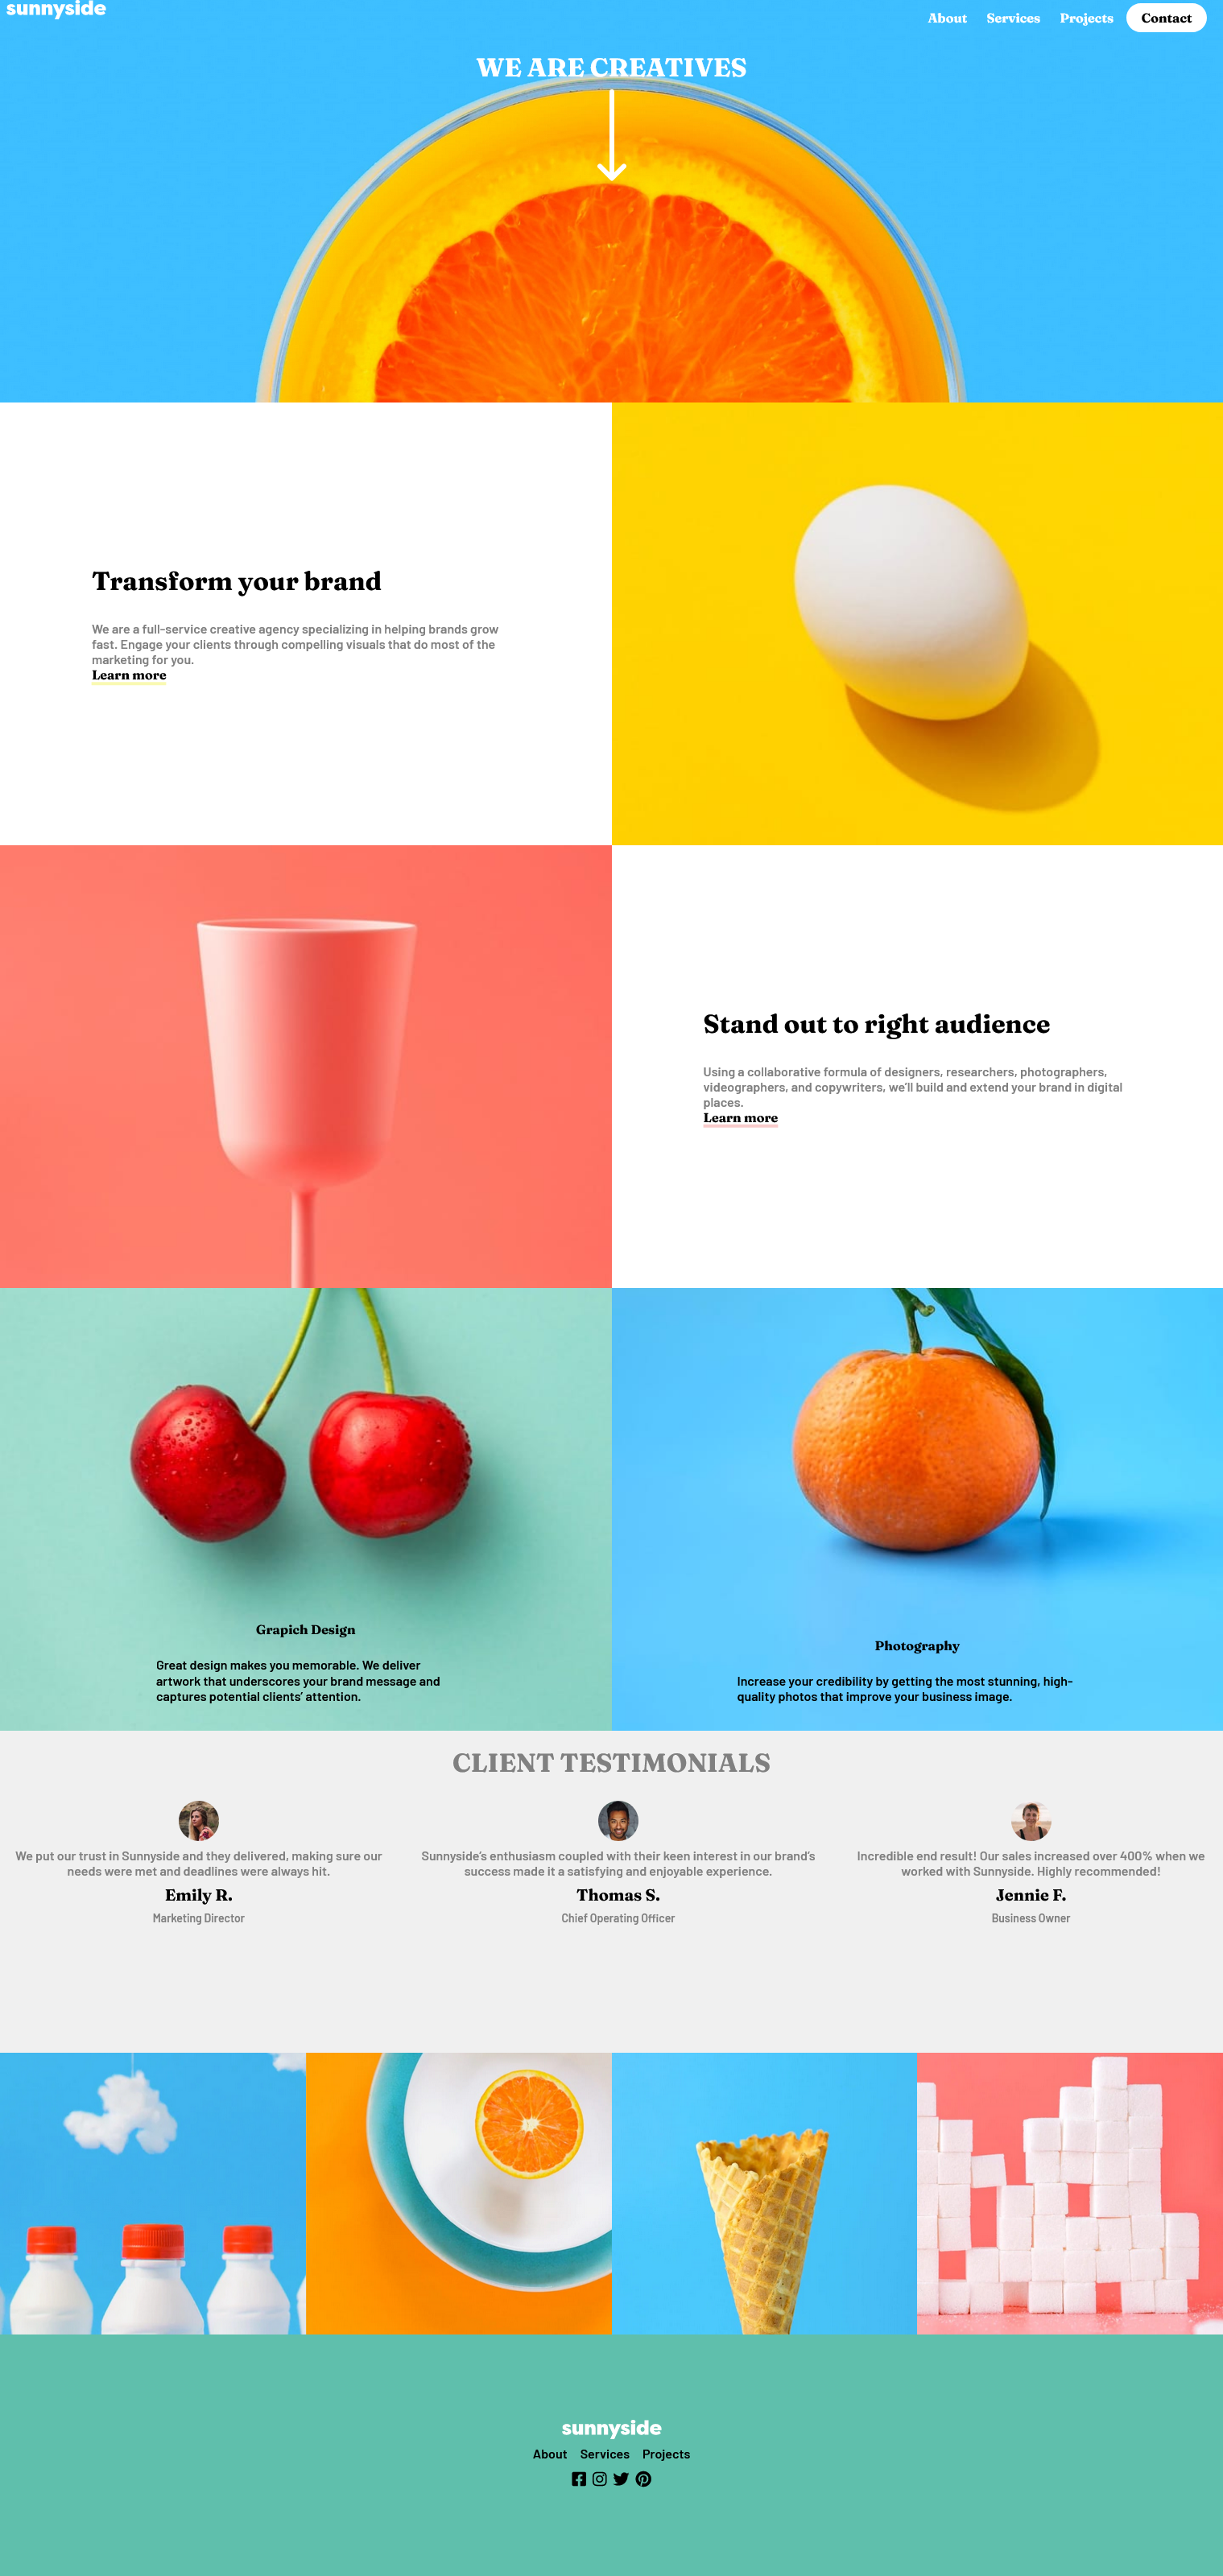 sunnyside
About Services Projects Contact
WE ARE CREATIVES
Transform your brand
We are a full-service creative agency specializing in helping brands grow
fast. Engage your clients through compelling visuals that do most of the
marketing for you.
Learn more
Stand out to right audience
Using a collaborative formula of designers, researchers, photographers,
videographers, and copywriters, we'll build and extend your brand in digital
places.
Learn more
Grapich Design
Great design makes you memorable. We deliver
artwork that underscores your brand message and
captures potential clients’ attention.
Photography
Increase your credibility by getting the most stunning, high-
quality photos that improve your business image.
CLIENT TESTIMONIALS
We put our trust in Sunnyside and they delivered, making sure our
needs were met and deadlines were always hit.
Emily R.
Marketing Director
Sunnyside’s enthusiasm coupled with their keen interest in our brand’s
success made it a satisfying and enjoyable experience.
Thomas S.
Chief Operating Officer
Incredible end result! Our sales increased over 400% when we
worked with Sunnyside. Highly recommended!
Jennie F.
Business Owner
sunnyside
About Services Projects